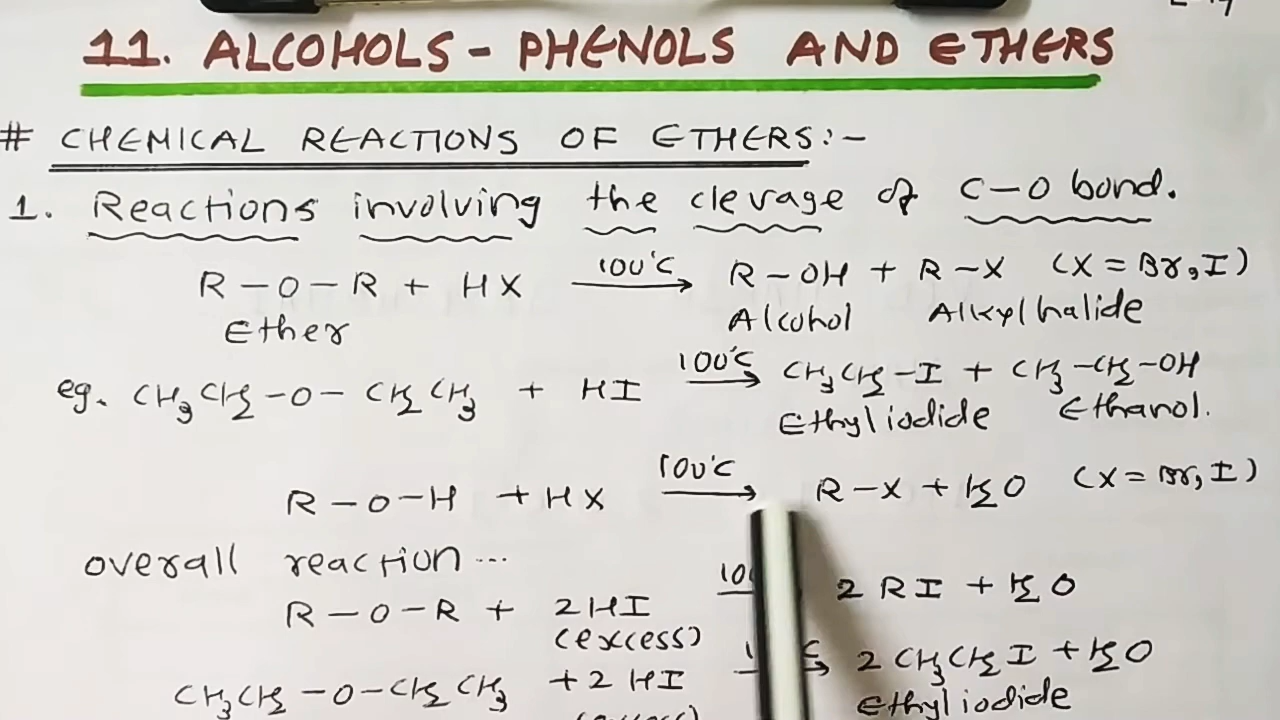 11. ALCOHOLS - PHENOLS AND ETHERS
# CHEMICAL REACTIONS OF ETHERS:-
1. Reactions involving the clevage of C-O bond.
R-O-R + HX 100°C → R-OH + R-X (X = Br, I)
Ether Alcohol Alkylhalide
eg. CH₃CH₂-O-CH₂CH₃ + HI 100°C → CH₃CH₂-I + CH₃-CH₂-OH
Ethyliodide Ethanol.
R-O-H + HX 100°C → R-X + H₂O (X = Br, I)
overall reaction...
R-O-R + 2HI → 2RI + H₂O
(excess)
CH₃CH₂-O-CH₂CH₃ + 2HI → 2CH₃CH₂I + H₂O
Ethyliodide